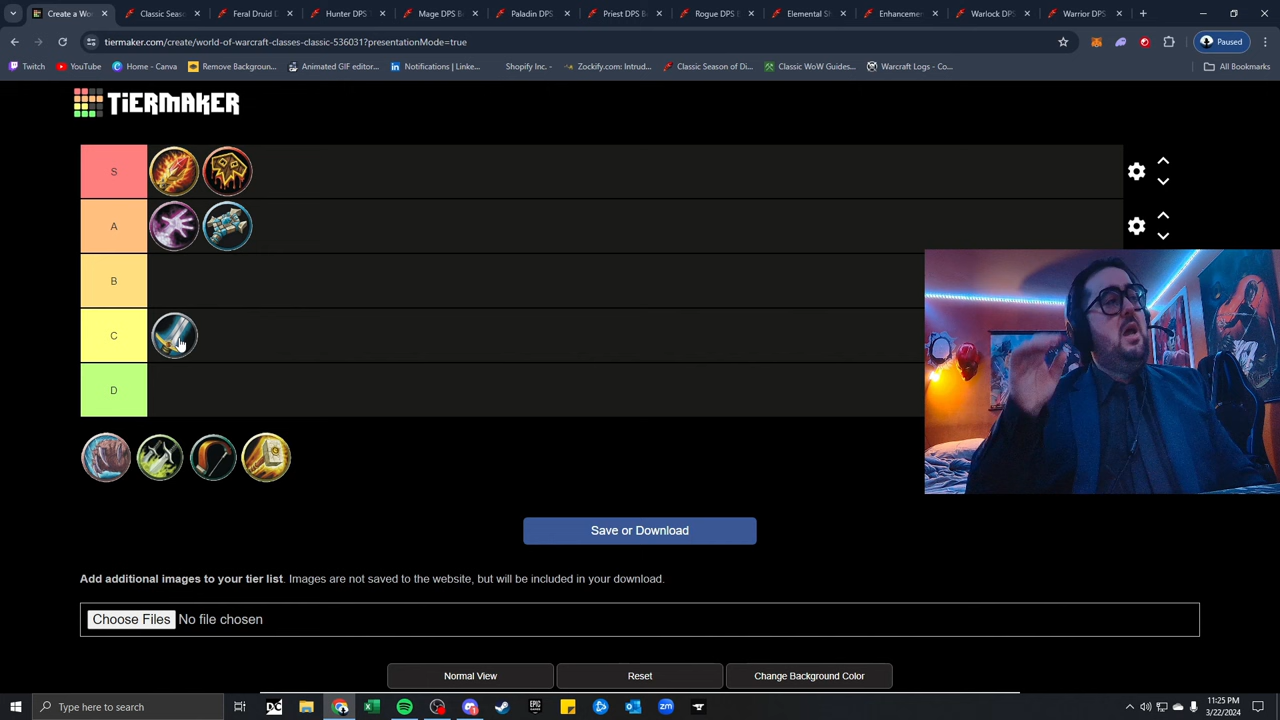 Create a Wo
Classic Seas
Feral Druid D
Hunter DPS
Mage DPS B
Paladin DPS
Priest DPS B
Rogue DPS
Elemental Sh
Enhancemen
Warlock DPS
Warrior DPS
tiermaker.com/create/world-of-warcraft-classes-classic-536031?presentationMode=true
Paused
Twitch
YouTube
Home - Canva
Remove Backgroun...
Animated GIF editor...
Notifications | Linke...
Shopify Inc. - C...
Zockify.com: Intrud...
Classic Season of Di...
Classic WoW Guides...
Warcraft Logs - Co...
All Bookmarks
TiERMAKER
S
A
B
C
D
Save or Download
Add additional images to your tier list. Images are not saved to the website, but will be included in your download.
Choose Files No file chosen
Normal View
Reset
Change Background Color
Type here to search
11:25 PM
3/22/2024